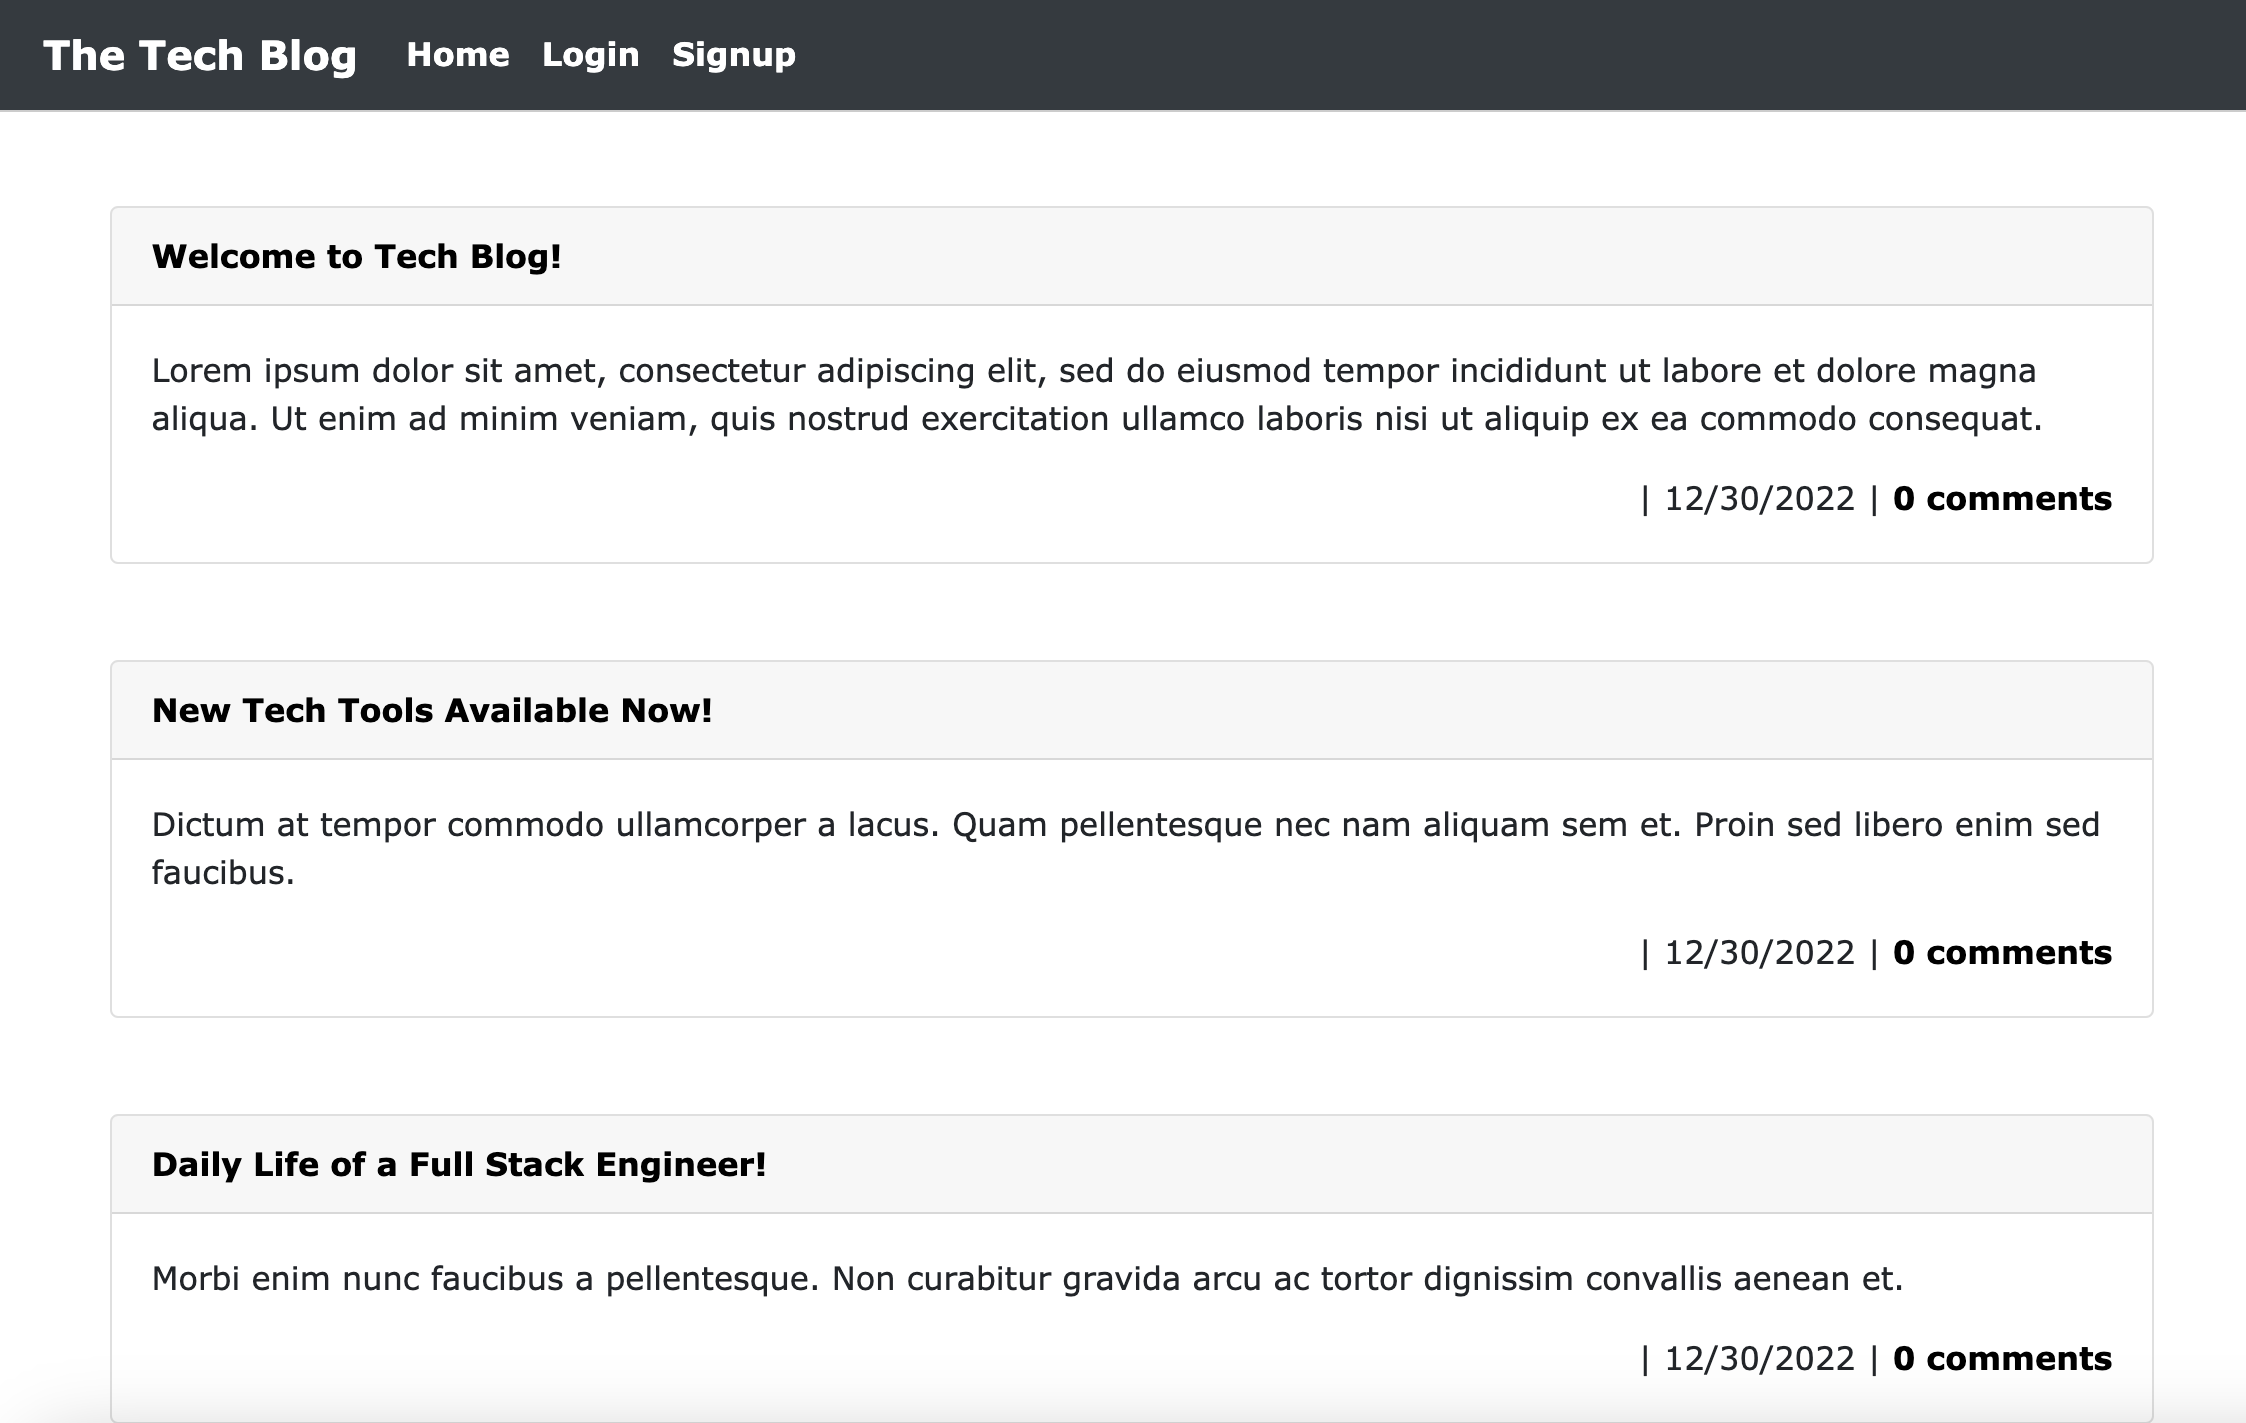 The Tech Blog Home Login Signup
Welcome to Tech Blog!
Lorem ipsum dolor sit amet, consectetur adipiscing elit, sed do eiusmod tempor incididunt ut labore et dolore magna
aliqua. Ut enim ad minim veniam, quis nostrud exercitation ullamco laboris nisi ut aliquip ex ea commodo consequat.
| 12/30/2022 | 0 comments
New Tech Tools Available Now!
Dictum at tempor commodo ullamcorper a lacus. Quam pellentesque nec nam aliquam sem et. Proin sed libero enim sed
faucibus.
| 12/30/2022 | 0 comments
Daily Life of a Full Stack Engineer!
Morbi enim nunc faucibus a pellentesque. Non curabitur gravida arcu ac tortor dignissim convallis aenean et.
| 12/30/2022 | 0 comments